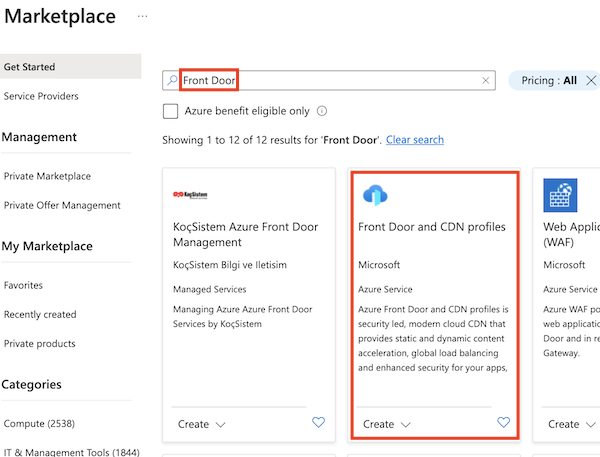 Marketplace ...
Get Started
Service Providers
Management
Private Marketplace
Private Offer Management
My Marketplace
Favorites
Recently created
Private products
Categories
Compute (2538)
IT & Management Tools (1844)
Front Door
Pricing : All
Azure benefit eligible only
Showing 1 to 12 of 12 results for 'Front Door'. Clear search
KoçSistem
KoçSistem Azure Front Door
Management
KoçSistem Bilgi ve Iletisim
Managed Services
Managing Azure Azure Front Door
Services by KoçSistem
Create
Front Door and CDN profiles
Microsoft
Azure Service
Azure Front Door and CDN profiles is
security led, modern cloud CDN that
provides static and dynamic content
acceleration, global load balancing
and enhanced security for your apps,
Create
Web Applic
(WAF)
Microsoft
Azure Service
Azure WAF po
web applicatio
Door and in re
Gateway.
Create